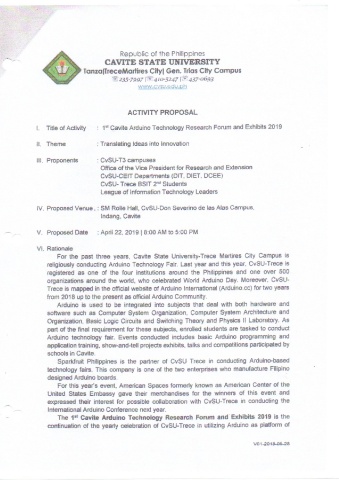 Republic of the Philippines
CAVITE STATE UNIVERSITY
Tanza(TreceMartires City) Gen. Trias City Campus
www.cvsu.edu.ph
ACTIVITY PROPOSAL
I. Title of Activity : 1st Cavite Arduino Technology Research Forum and Exhibits 2019
II. Theme : Translating Ideas into Innovation
III. Proponents : CvSU-T3 campuses
Office of the Vice President for Research and Extension
CvSU-CEIT Departments (DIT, DIET, DCEE)
CvSU- Trece BSIT 2nd Students
League of Information Technology Leaders
IV. Proposed Venue : SM Rolle Hall, CvSU-Don Severino de las Alas Campus,
Indang, Cavite
V. Proposed Date : April 22, 2019 | 8:00 AM to 5:00 PM
VI. Rationale
For the past three years, Cavite State University-Trece Martires City Campus is
religiously conducting Arduino Technology Fair. Last year and this year, CvSU-Trece is
registered as one of the four institutions around the Philippines and one over 500
organizations around the world, who celebrated World Arduino Day. Moreover, CvSU-
Trece is mapped in the official website of Arduino International (Arduino.cc) for two years
from 2018 up to the present as official Arduino Community.
Arduino is used to be integrated into subjects that deal with both hardware and
software such as Computer System Organization, Computer System Architecture and
Organization, Basic Logic Circuits and Switching Theory and Physics II Laboratory. As
part of the final requirement for these subjects, enrolled students are tasked to conduct
Arduino technology fair. Events conducted includes basic Arduino programming and
application training, show-and-tell projects exhibits, talks and competitions participated by
schools in Cavite.
Sparkfruit Philippines is the partner of CvSU Trece in conducting Arduino-based
technology fairs. This company is one of the two enterprises who manufacture Filipino
designed Arduino boards.
For this year's event, American Spaces formerly known as American Center of the
United States Embassy gave their merchandises for the winners of this event and
expressed their interest for possible collaboration with CvSU-Trece in conducting the
International Arduino Conference next year.
The 1st Cavite Arduino Technology Research Forum and Exhibits 2019 is the
continuation of the yearly celebration of CvSU-Trece in utilizing Arduino as platform of